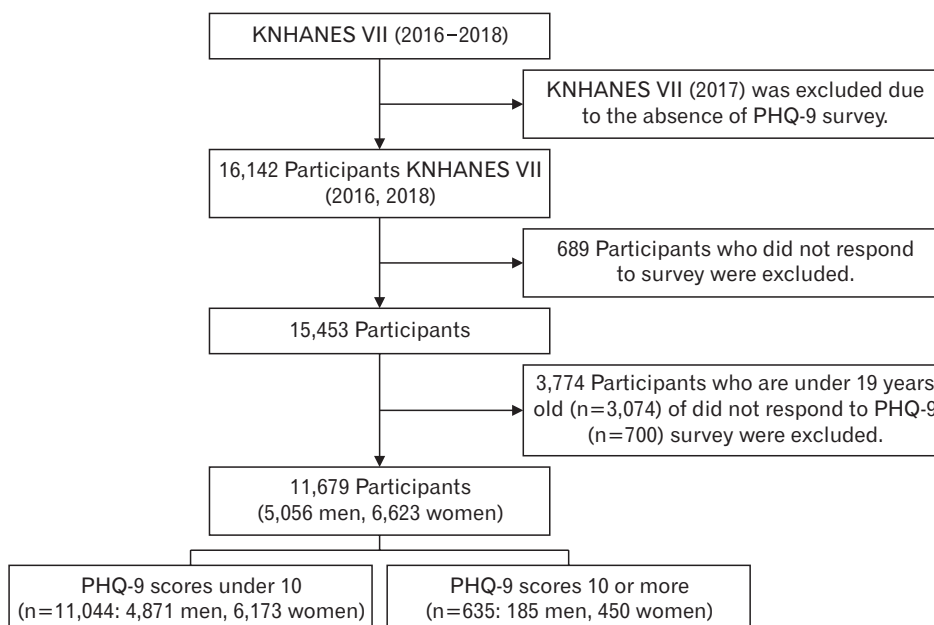 KNHANES VII (2016–2018)
KNHANES VII (2017) was excluded due
to the absence of PHQ-9 survey.
16,142 Participants KNHANES VII
(2016, 2018)
689 Participants who did not respond
to survey were excluded.
15,453 Participants
3,774 Participants who are under 19 years
old (n=3,074) of did not respond to PHQ-9
(n=700) survey were excluded.
11,679 Participants
(5,056 men, 6,623 women)
PHQ-9 scores under 10
(n=11,044: 4,871 men, 6,173 women)
PHQ-9 scores 10 or more
(n=635: 185 men, 450 women)